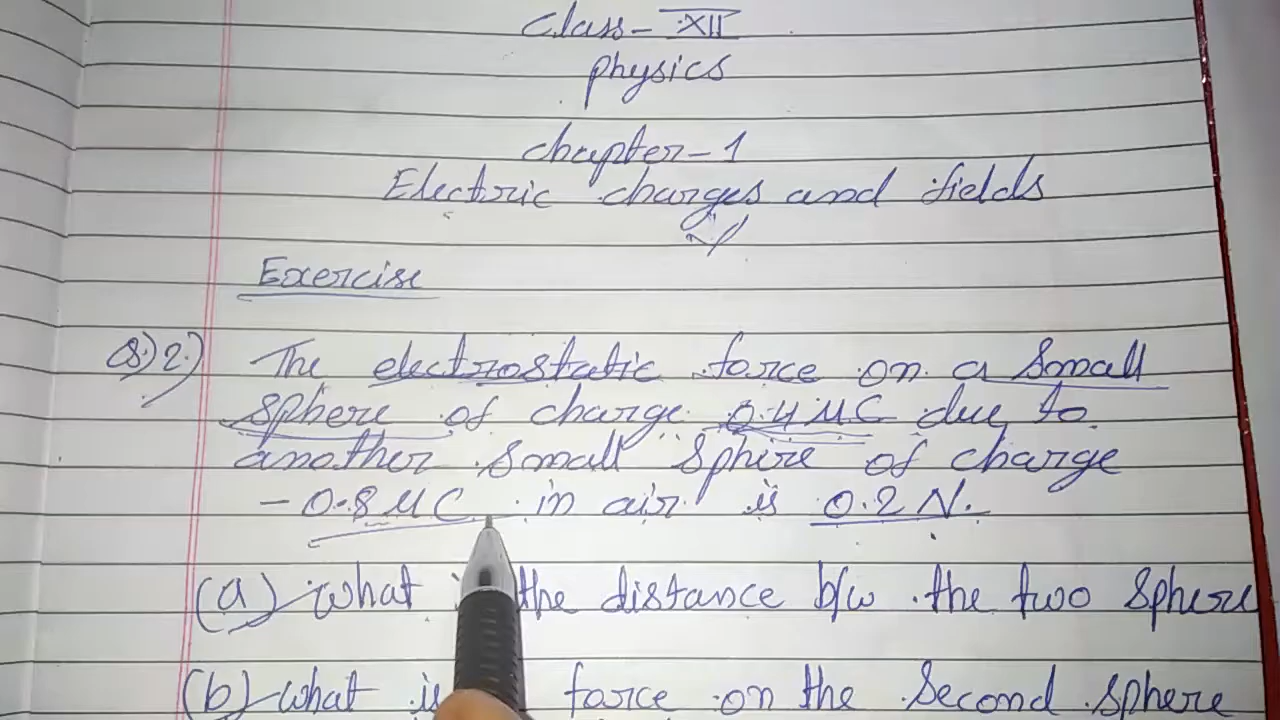 Class - XII
physics
chapter-1
Electric charges and fields
Exercise
Q)2.) The electrostatic force on a small
sphere of charge 0.4 μC due to
another small sphire of charge
- 0.8 μC in air is 0.2 N.
(a) what the distance b/w the two sphere
(b) what is force on the second sphere